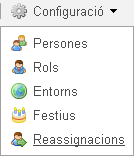 Configuració
Persones
Rols
Entorns
Festius
Reassignacions